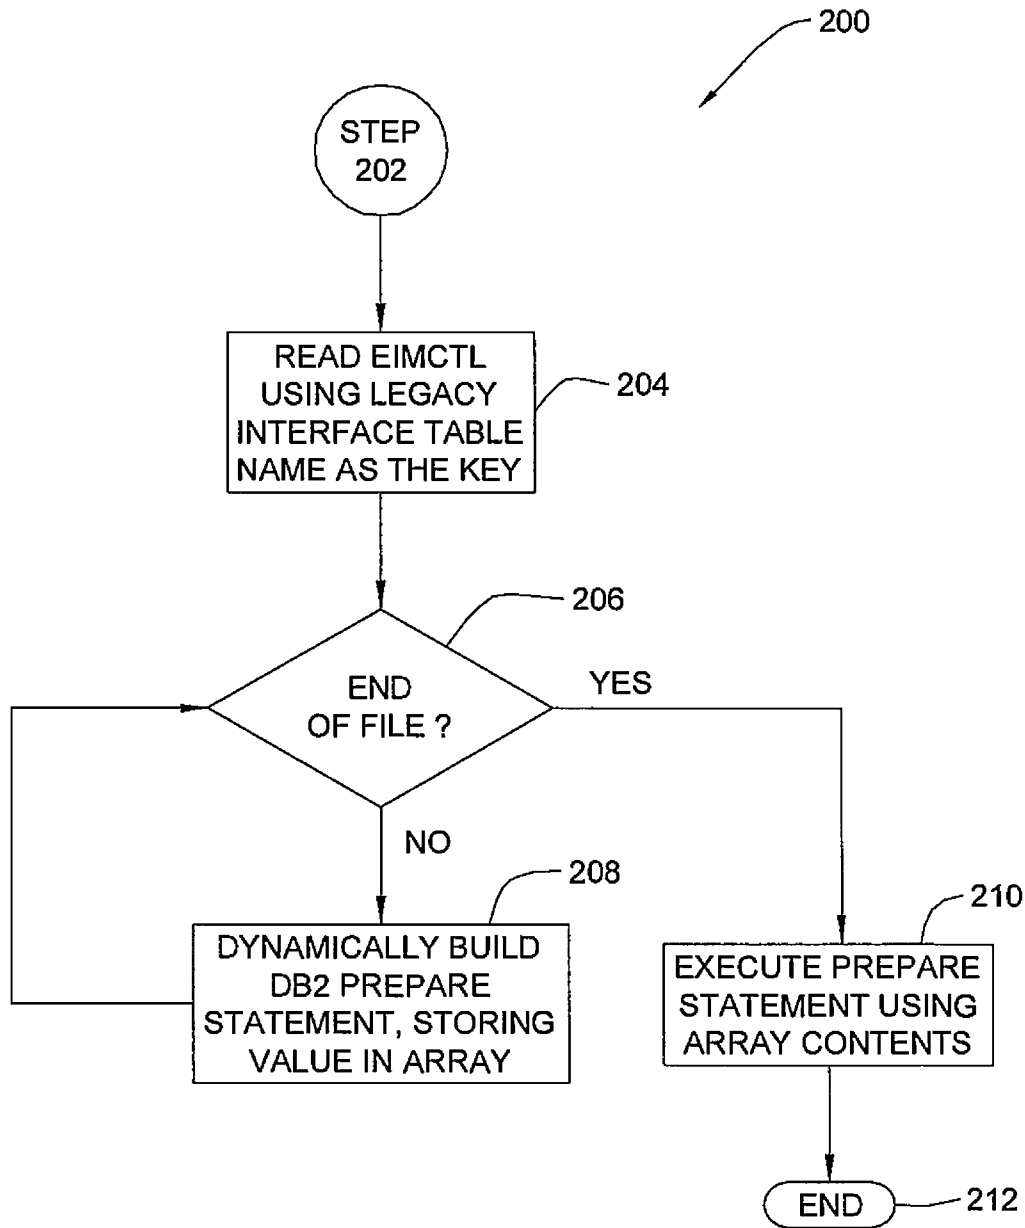 200
STEP
202
READ EIMCTL
USING LEGACY
INTERFACE TABLE
NAME AS THE KEY
204
206
END
OF FILE ?
YES
NO
208
DYNAMICALLY BUILD
DB2 PREPARE
STATEMENT, STORING
VALUE IN ARRAY
210
EXECUTE PREPARE
STATEMENT USING
ARRAY CONTENTS
END
212